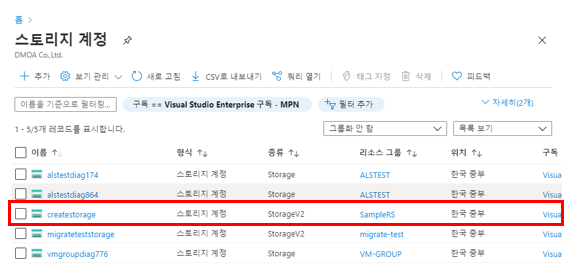 홈
스토리지 계정
DMOA Co.,Ltd.
추가 보기 관리 새로 고침 CSV로 내보내기 쿼리 열기 태그 지정 삭제 피드백
이름을 기준으로 필터링... 구독 == Visual Studio Enterprise 구독 - MPN 필터 추가 자세히(2개)
1 - 5/5개 레코드를 표시합니다. 그룹화 안 함 목록 보기
이름 형식 종류 리소스 그룹 위치 구독
alstestdiag174 스토리지 계정 Storage ALSTEST 한국 중부 Visua
alstestdiag864 스토리지 계정 Storage ALSTEST 한국 중부 Visua
createstorage 스토리지 계정 StorageV2 SampleRS 한국 중부 Visua
migrateteststorage 스토리지 계정 StorageV2 migrate-test 한국 중부 Visua
vmgroupdiag776 스토리지 계정 Storage VM-GROUP 한국 중부 Visua